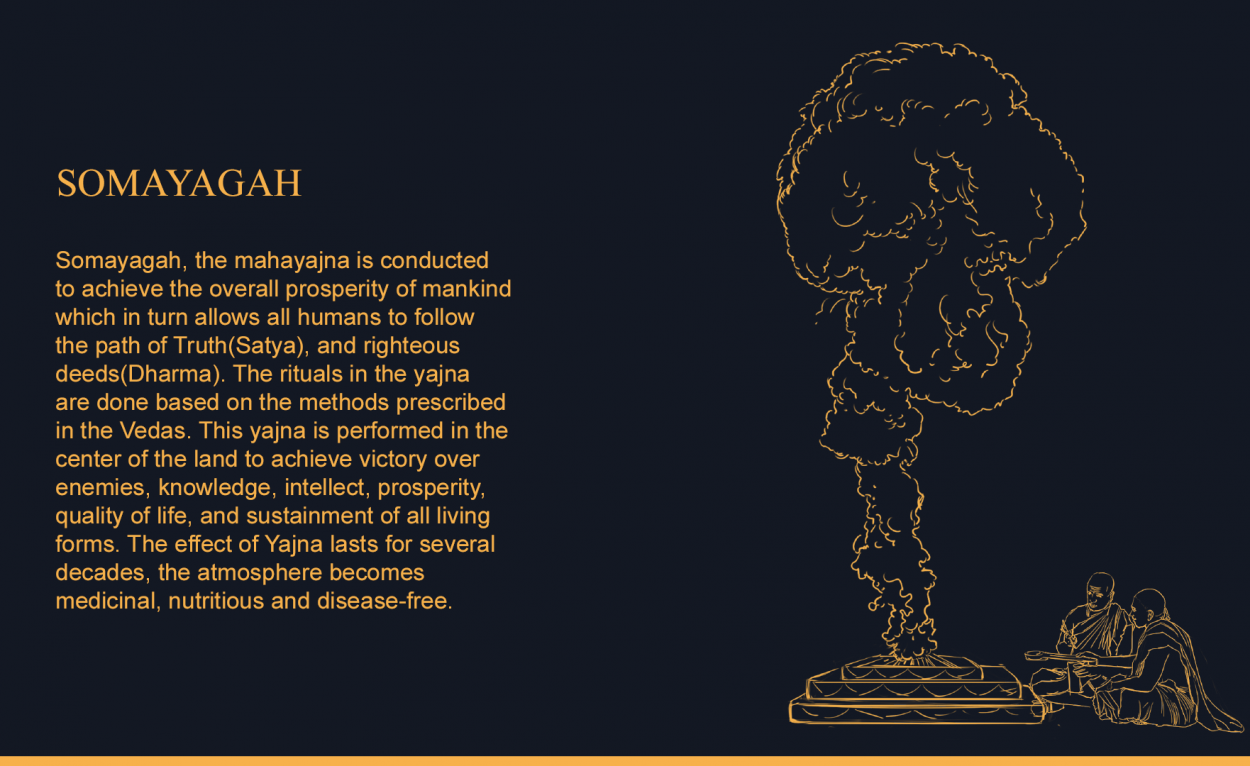 SOMAYAGAH
Somayagah, the mahayajna is conducted
to achieve the overall prosperity of mankind
which in turn allows all humans to follow
the path of Truth(Satya), and righteous
deeds(Dharma). The rituals in the yajna
are done based on the methods prescribed
in the Vedas. This yajna is performed in the
center of the land to achieve victory over
enemies, knowledge, intellect, prosperity,
quality of life, and sustainment of all living
forms. The effect of Yajna lasts for several
decades, the atmosphere becomes
medicinal, nutritious and disease-free.